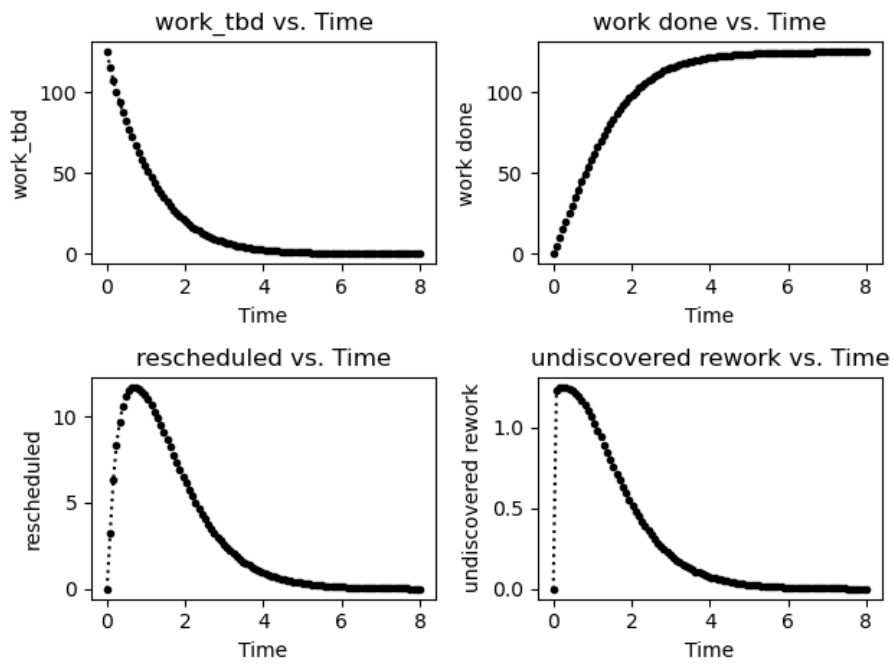 work_tbd vs. Time
work_tbd
100
50
0
0 2 4 6 8
Time
work done vs. Time
work done
100
50
0
0 2 4 6 8
Time
rescheduled vs. Time
rescheduled
10
5
0
0 2 4 6 8
Time
undiscovered rework vs. Time
undiscovered rework
1.0
0.5
0.0
0 2 4 6 8
Time